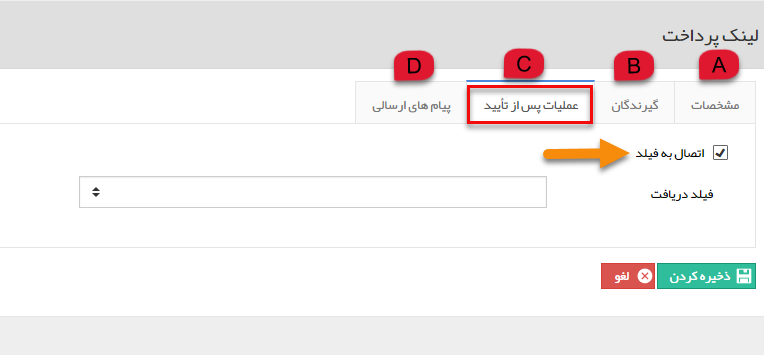 لینک پرداخت
A B C D
مشخصات گیرندگان عملیات پس از تأیید پیام های ارسالی
اتصال به فیلد
فیلد دریافت
ذخیره کردن لغو